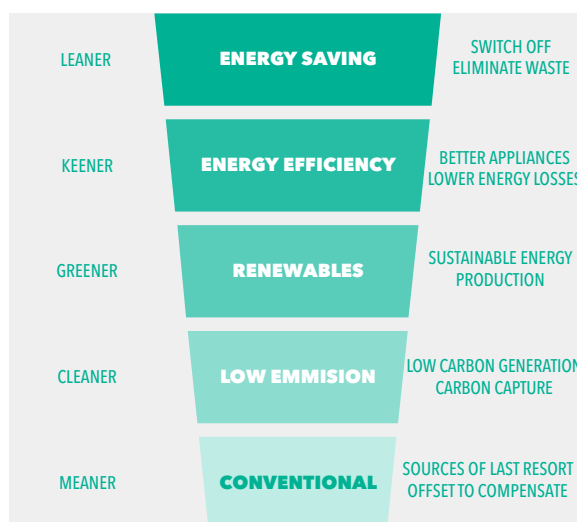 LEANER
ENERGY SAVING
SWITCH OFF
ELIMINATE WASTE
KEENER
ENERGY EFFICIENCY
BETTER APPLIANCES
LOWER ENERGY LOSSES
GREENER
RENEWABLES
SUSTAINABLE ENERGY
PRODUCTION
CLEANER
LOW EMMISION
LOW CARBON GENERATION
CARBON CAPTURE
MEANER
CONVENTIONAL
SOURCES OF LAST RESORT
OFFSET TO COMPENSATE